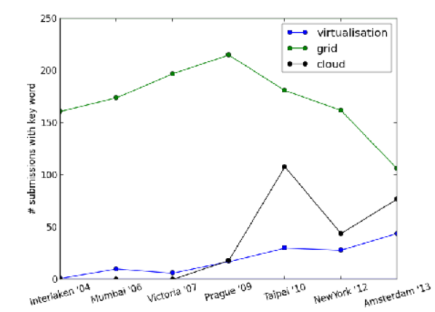 250
200
150
100
50
0
# submissions with key word
virtualisation
grid
cloud
Interlaken '04
Mumbai '06
Victoria '07
Prague '09
Taipei '10
NewYork '12
Amsterdam '13